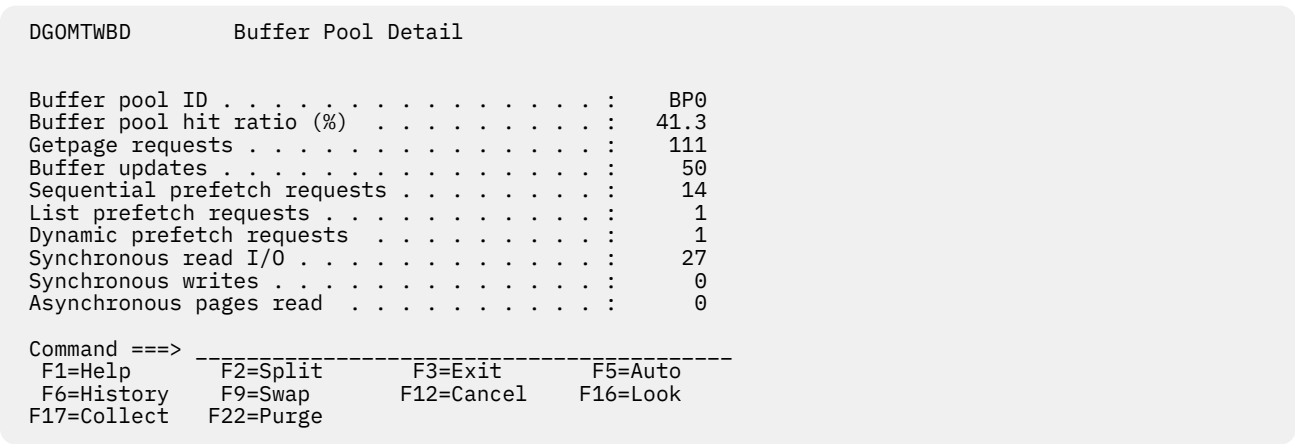 DGOMTWBD        Buffer Pool Detail
Buffer pool ID . . . . . . . . . . . . . . . :    BP0
Buffer pool hit ratio (%)  . . . . . . . . . :   41.3
Getpage requests . . . . . . . . . . . . . . :    111
Buffer updates . . . . . . . . . . . . . . . :     50
Sequential prefetch requests . . . . . . . . :     14
List prefetch requests . . . . . . . . . . . :      1
Dynamic prefetch requests  . . . . . . . . . :      1
Synchronous read I/O . . . . . . . . . . . . :     27
Synchronous writes . . . . . . . . . . . . . :      0
Asynchronous pages read  . . . . . . . . . . :      0
Command ===> __________________________________________
F1=Help       F2=Split       F3=Exit       F5=Auto
F6=History    F9=Swap       F12=Cancel    F16=Look
F17=Collect   F22=Purge